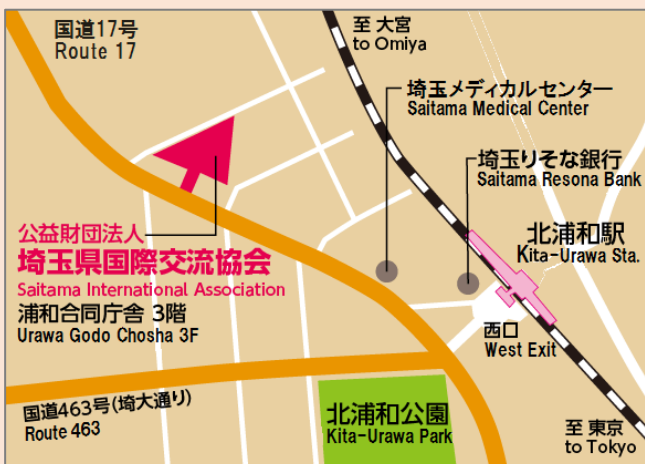 国道17号
Route 17
至 大宮
to Omiya
埼玉メディカルセンター
Saitama Medical Center
埼玉りそな銀行
Saitama Resona Bank
北浦和駅
Kita-Urawa Sta.
公益財団法人
埼玉県国際交流協会
Saitama International Association
浦和合同庁舎 3階
Urawa Godo Chosha 3F
西口
West Exit
国道463号(埼大通り)
Route 463
北浦和公園
Kita-Urawa Park
至 東京
to Tokyo